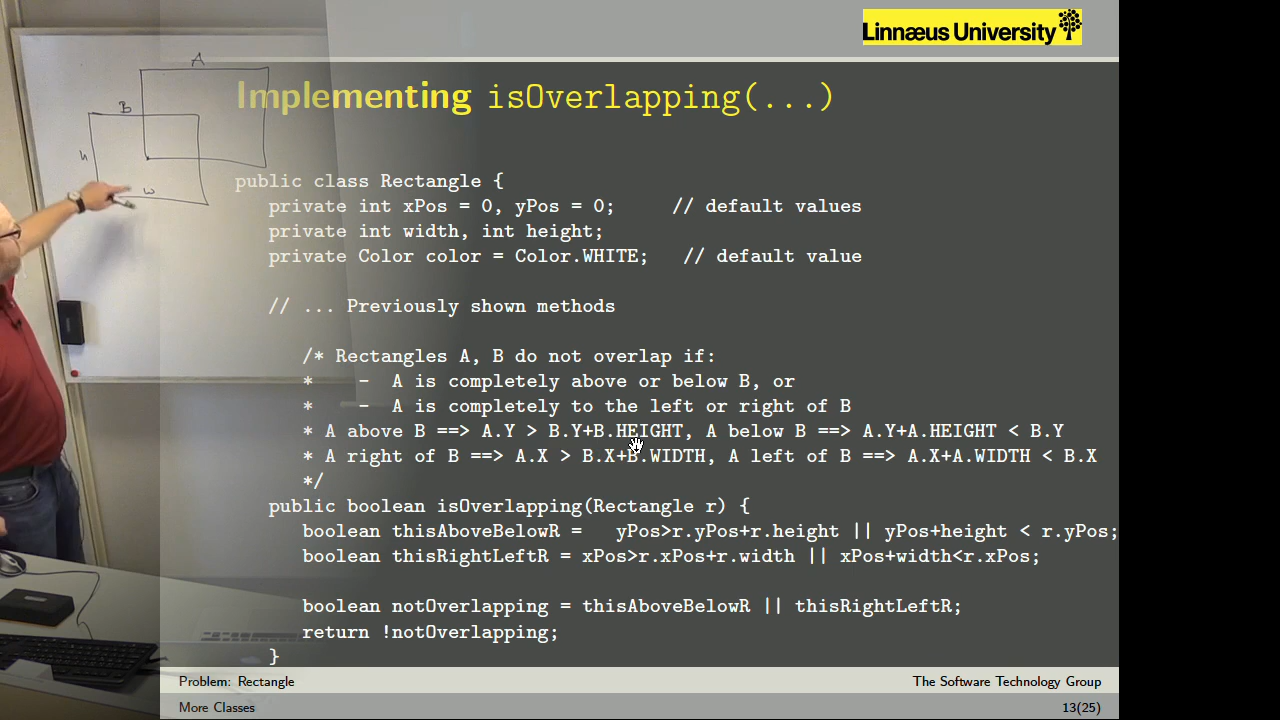 Linnæus University
A
B
h
w
Implementing isOverlapping(...)
public class Rectangle {
private int xPos = 0, yPos = 0; // default values
private int width, int height;
private Color color = Color.WHITE; // default value
// ... Previously shown methods
/* Rectangles A, B do not overlap if:
* - A is completely above or below B, or
* - A is completely to the left or right of B
* A above B ==> A.Y > B.Y+B.HEIGHT, A below B ==> A.Y+A.HEIGHT < B.Y
* A right of B ==> A.X > B.X+B.WIDTH, A left of B ==> A.X+A.WIDTH < B.X
*/
public boolean isOverlapping(Rectangle r) {
boolean thisAboveBelowR = yPos>r.yPos+r.height || yPos+height < r.yPos;
boolean thisRightLeftR = xPos>r.xPos+r.width || xPos+width<r.xPos;
boolean notOverlapping = thisAboveBelowR || thisRightLeftR;
return !notOverlapping;
}
Problem: Rectangle The Software Technology Group
More Classes 13(25)